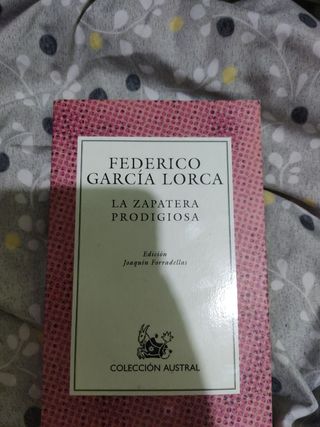 FEDERICO
GARCÍA LORCA
LA ZAPATERA
PRODIGIOSA
Edición
Joaquín Forradellas
COLECCIÓN AUSTRAL